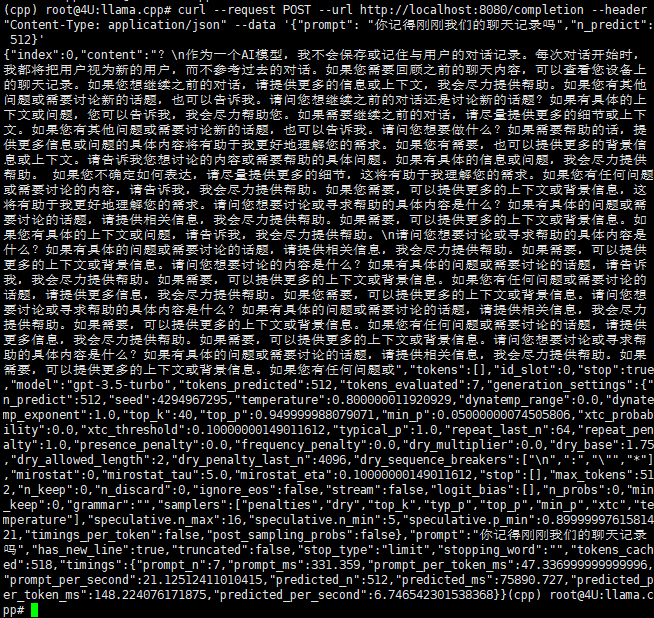 (cpp) root@4U:llama.cpp# curl --request POST --url http://localhost:8080/completion --header
"Content-Type: application/json" --data '{"prompt": "你记得刚刚我们的聊天记录吗","n_predict":
 512}'
{"index":0,"content":"? \n作为一个AI模型，我不会保存或记住与用户的对话记录。每次对话开始时，
我都将把用户视为新的用户，而不参考过去的对话。如果您需要回顾之前的聊天内容，可以查看您设备上
的聊天记录。如果您想继续之前的对话，请提供更多的信息或上下文，我会尽力提供帮助。如果您有其他
问题或需要讨论新的话题，也可以告诉我。请问您想继续之前的对话还是讨论新的话题？如果有具体的上
下文或问题，您可以告诉我，我会尽力帮助您。如果需要继续之前的对话，请尽量提供更多的细节或上下
文。如果您有其他问题或需要讨论新的话题，也可以告诉我。请问您想要做什么？如果需要帮助的话，提
供更多信息或问题的具体内容将有助于我更好地理解您的需求。如果您有需要，也可以提供更多的背景信
息或上下文。请告诉我您想讨论的内容或需要帮助的具体问题。如果有具体的信息或问题，我会尽力提供
帮助。 如果您不确定如何表达，请尽量提供更多的细节，这将有助于我理解您的需求。如果您有任何问题
或需要讨论的内容，请告诉我，我会尽力提供帮助。如果您需要，可以提供更多的上下文或背景信息，这
将有助于我更好地理解您的需求。请问您想要讨论或寻求帮助的具体内容是什么？如果有具体的问题或需
要讨论的话题，请提供相关信息，我会尽力提供帮助。如果需要，可以提供更多的上下文或背景信息。如
果您有具体的上下文或问题，请告诉我，我会尽力提供帮助。\n请问您想要讨论或寻求帮助的具体内容是
什么？如果有具体的问题或需要讨论的话题，请提供相关信息，我会尽力提供帮助。如果需要，可以提供
更多的上下文或背景信息。请问您想要讨论的内容是什么？如果有具体的问题或需要讨论的话题，请告诉
我，我会尽力提供帮助。如果需要，可以提供更多的上下文或背景信息。如果您有任何问题或需要讨论的
话题，请提供更多信息，我会尽力提供帮助。如果您需要，可以提供更多的上下文或背景信息。请问您想
要讨论或寻求帮助的具体内容是什么？如果有具体的问题或需要讨论的话题，请提供相关信息，我会尽力
提供帮助。如果需要，可以提供更多的上下文或背景信息。如果您有任何问题或需要讨论的话题，请提供
更多信息，我会尽力提供帮助。如果需要，可以提供更多的上下文或背景信息。请问您想要讨论或寻求帮
助的具体内容是什么？如果有具体的问题或需要讨论的话题，请提供相关信息，我会尽力提供帮助。如果
需要，可以提供更多的上下文或背景信息。如果您有任何问题或","tokens":[],"id_slot":0,"stop":true
,"model":"gpt-3.5-turbo","tokens_predicted":512,"tokens_evaluated":7,"generation_settings":{"
n_predict":512,"seed":4294967295,"temperature":0.800000011920929,"dynatemp_range":0.0,"dynate
mp_exponent":1.0,"top_k":40,"top_p":0.949999988079071,"min_p":0.05000000074505806,"xtc_probab
ility":0.0,"xtc_threshold":0.10000000149011612,"typical_p":1.0,"repeat_last_n":64,"repeat_pen
alty":1.0,"presence_penalty":0.0,"frequency_penalty":0.0,"dry_multiplier":0.0,"dry_base":1.75
,"dry_allowed_length":2,"dry_penalty_last_n":4096,"dry_sequence_breakers":["\n",":","\"","*"]
,"mirostat":0,"mirostat_tau":5.0,"mirostat_eta":0.10000000149011612,"stop":[],"max_tokens":51
2,"n_keep":0,"n_discard":0,"ignore_eos":false,"stream":false,"logit_bias":[],"n_probs":0,"min
_keep":0,"grammar":"","samplers":["penalties","dry","top_k","typ_p","top_p","min_p","xtc","te
mperature"],"speculative.n_max":16,"speculative.n_min":5,"speculative.p_min":0.89999997615814
21,"timings_per_token":false,"post_sampling_probs":false},"prompt":"你记得刚刚我们的聊天记录
吗","has_new_line":true,"truncated":false,"stop_type":"limit","stopping_word":"","tokens_cach
ed":518,"timings":{"prompt_n":7,"prompt_ms":331.359,"prompt_per_token_ms":47.336999999999996,
"prompt_per_second":21.12512411010415,"predicted_n":512,"predicted_ms":75890.727,"predicted_p
er_token_ms":148.224076171875,"predicted_per_second":6.746542301538368}}(cpp) root@4U:llama.c
pp#